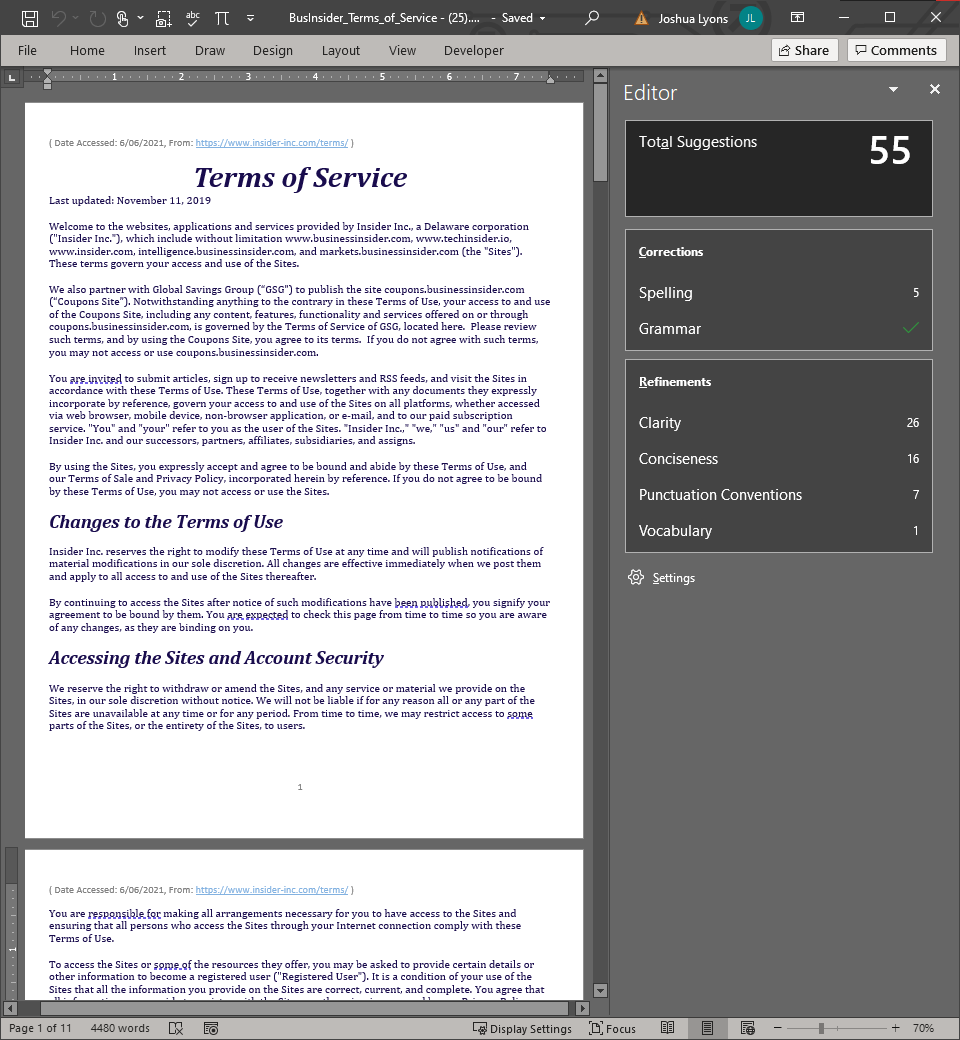 abc
BusInsider_Terms_of_Service - (25).... - Saved
Joshua Lyons
JL
File Home Insert Draw Design Layout View Developer
Share
Comments
L
1 2 3 4 5 6 7
( Date Accessed: 6/06/2021, From: https://www.insider-inc.com/terms/ )
Terms of Service
Last updated: November 11, 2019
Welcome to the websites, applications and services provided by Insider Inc., a Delaware corporation
("Insider Inc."), which include without limitation www.businessinsider.com, www.techinsider.io,
www.insider.com, intelligence.businessinsider.com, and markets.businessinsider.com (the "Sites").
These terms govern your access and use of the Sites.
We also partner with Global Savings Group (“GSG”) to publish the site coupons.businessinsider.com
(“Coupons Site”). Notwithstanding anything to the contrary in these Terms of Use, your access to and use
of the Coupons Site, including any content, features, functionality and services offered on or through
coupons.businessinsider.com, is governed by the Terms of Service of GSG, located here.  Please review
such terms, and by using the Coupons Site, you agree to its terms.  If you do not agree with such terms,
you may not access or use coupons.businessinsider.com.
You are invited to submit articles, sign up to receive newsletters and RSS feeds, and visit the Sites in
accordance with these Terms of Use. These Terms of Use, together with any documents they expressly
incorporate by reference, govern your access to and use of the Sites on all platforms, whether accessed
via web browser, mobile device, non-browser application, or e-mail, and to our paid subscription
service. "You" and "your" refer to you as the user of the Sites. "Insider Inc.," "we," "us" and "our" refer to
Insider Inc. and our successors, partners, affiliates, subsidiaries, and assigns.
By using the Sites, you expressly accept and agree to be bound and abide by these Terms of Use, and
our Terms of Sale and Privacy Policy, incorporated herein by reference. If you do not agree to be bound
by these Terms of Use, you may not access or use the Sites.
Changes to the Terms of Use
Insider Inc. reserves the right to modify these Terms of Use at any time and will publish notifications of
material modifications in our sole discretion. All changes are effective immediately when we post them
and apply to all access to and use of the Sites thereafter.
By continuing to access the Sites after notice of such modifications have been published, you signify your
agreement to be bound by them. You are expected to check this page from time to time so you are aware
of any changes, as they are binding on you.
Accessing the Sites and Account Security
We reserve the right to withdraw or amend the Sites, and any service or material we provide on the
Sites, in our sole discretion without notice. We will not be liable if for any reason all or any part of the
Sites are unavailable at any time or for any period. From time to time, we may restrict access to some
parts of the Sites, or the entirety of the Sites, to users.
1
( Date Accessed: 6/06/2021, From: https://www.insider-inc.com/terms/ )
You are responsible for making all arrangements necessary for you to have access to the Sites and
ensuring that all persons who access the Sites through your Internet connection comply with these
Terms of Use.
1
To access the Sites or some of the resources they offer, you may be asked to provide certain details or
other information to become a registered user ("Registered User"). It is a condition of your use of the
Sites that all the information you provide on the Sites are correct, current, and complete. You agree that
Editor
Total Suggestions
55
Corrections
Spelling 5
Grammar
Refinements
Clarity 26
Conciseness 16
Punctuation Conventions 7
Vocabulary 1
Settings
Page 1 of 11 4480 words Display Settings Focus 70%